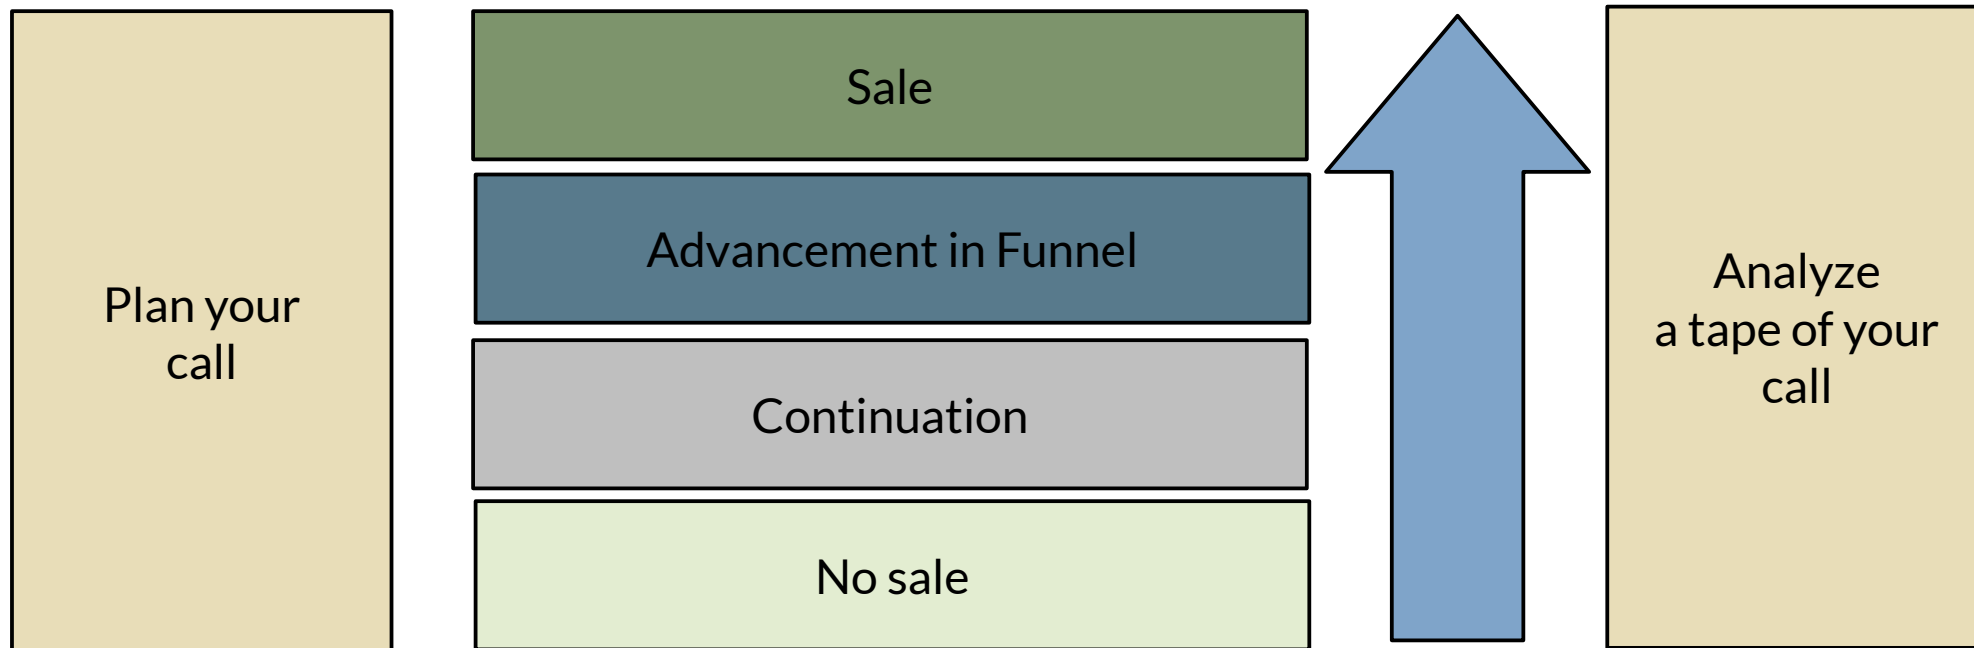 Plan your
call
Sale
Advancement in Funnel
Continuation
No sale
Analyze
a tape of your
call